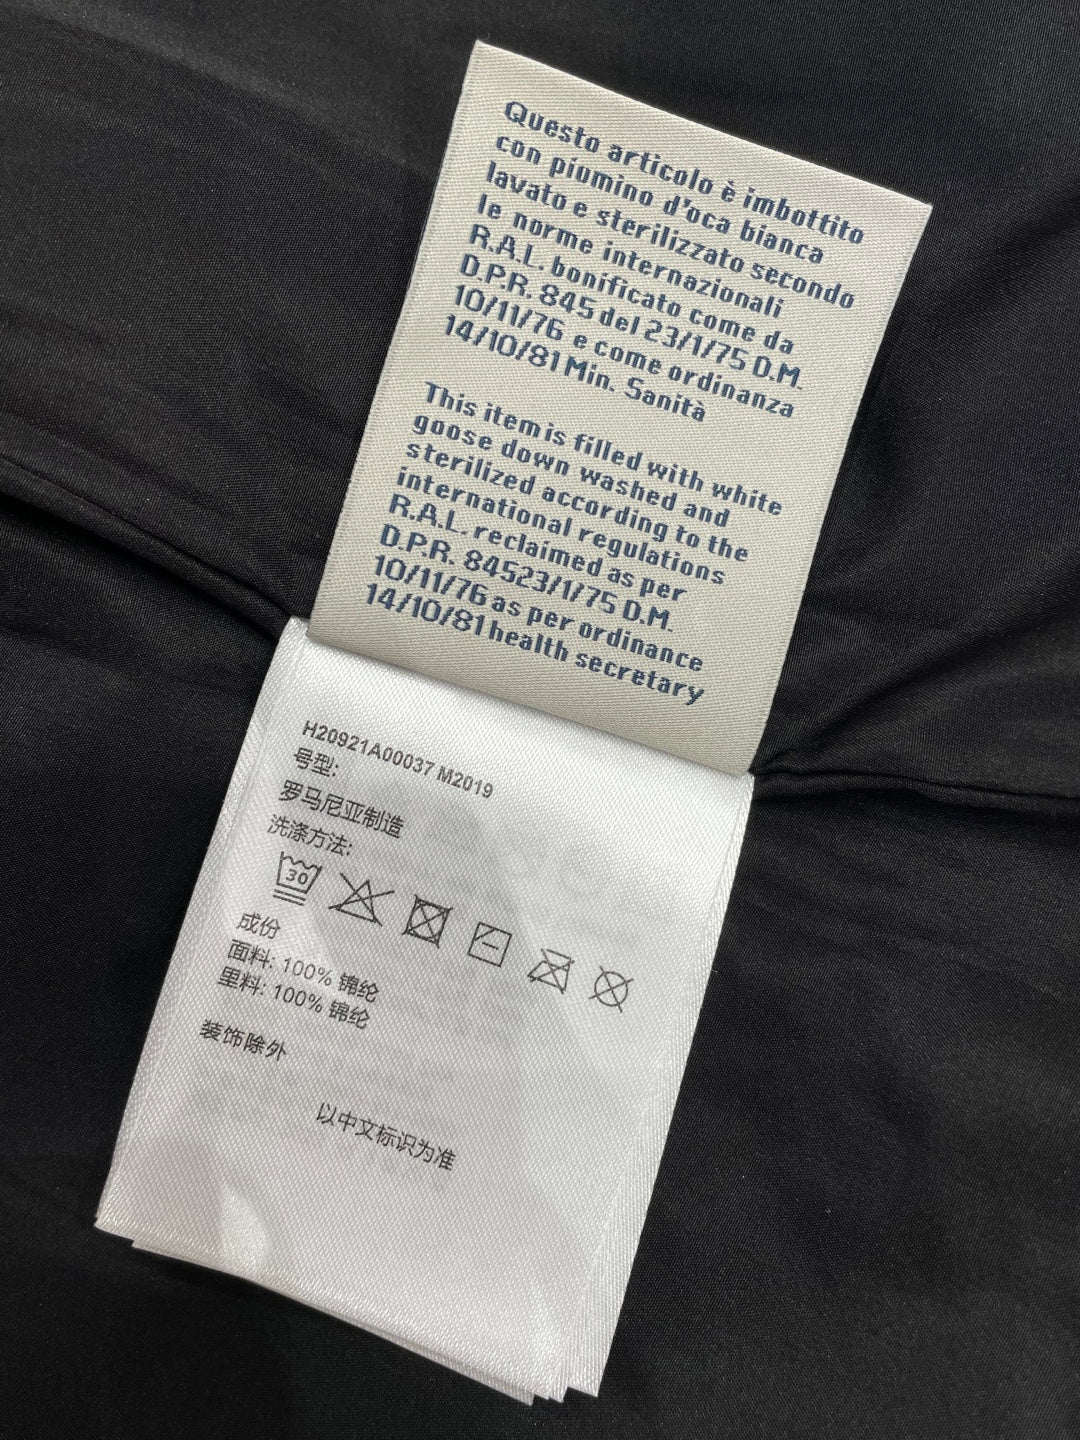 Questo articolo è imbottito
con piumino d'oca bianca
lavato e sterilizzato secondo
le norme internazionali
R.A.L. bonificato come da
D.P.R. 845 del 23/1/75 D.M.
10/11/76 e come ordinanza
14/10/81 Min. Sanità
This item is filled with white
goose down washed and
sterilized according to the
international regulations
R.A.L. reclaimed as per
D.P.R. 84523/1/75 D.M.
10/11/76 as per ordinance
14/10/81 health secretary
H20921A00037 M2019
号型:
罗马尼亚制造
洗涤方法:
30
成份
面料: 100% 锦纶
里料: 100% 锦纶
装饰除外
以中文标识为准